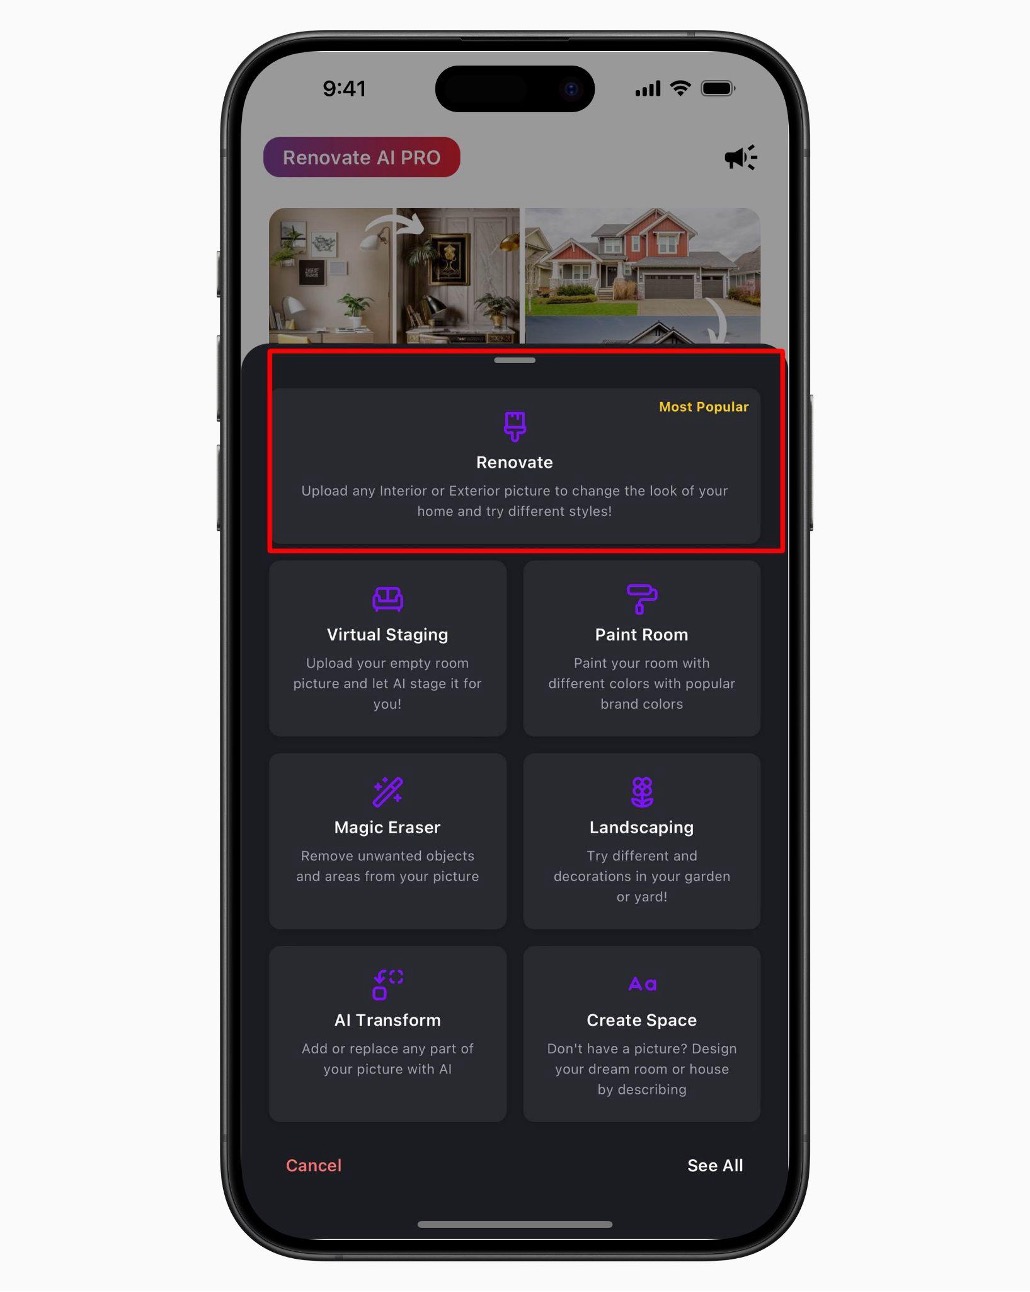 9:41
Renovate AI PRO
Most Popular
Renovate
Upload any Interior or Exterior picture to change the look of your
home and try different styles!
Virtual Staging
Upload your empty room
picture and let AI stage it for
you!
Paint Room
Paint your room with
different colors with popular
brand colors
Magic Eraser
Remove unwanted objects
and areas from your picture
Landscaping
Try different and
decorations in your garden
or yard!
AI Transform
Add or replace any part of
your picture with AI
Aa
Create Space
Don't have a picture? Design
your dream room or house
by describing
Cancel
See All